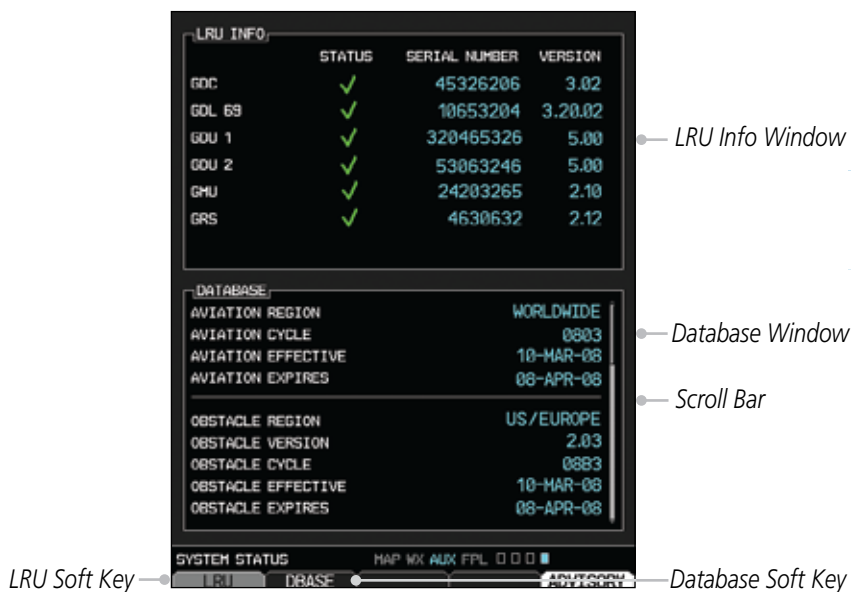 LRU INFO
STATUS SERIAL NUMBER VERSION
GDC 45326206 3.02
GDL 69 10653204 3.20.02
GDU 1 320465326 5.00
GDU 2 53063246 5.00
GMU 24203265 2.10
GRS 4630632 2.12
LRU Info Window
DATABASE
AVIATION REGION WORLDWIDE
AVIATION CYCLE 0803
AVIATION EFFECTIVE 10-MAR-08
AVIATION EXPIRES 08-APR-08
Database Window
Scroll Bar
OBSTACLE REGION US/EUROPE
OBSTACLE VERSION 2.03
OBSTACLE CYCLE 08B3
OBSTACLE EFFECTIVE 10-MAR-08
OBSTACLE EXPIRES 08-APR-08
SYSTEM STATUS MAP WX AUX FPL
LRU Soft Key LRU DBASE ADVISORY Database Soft Key